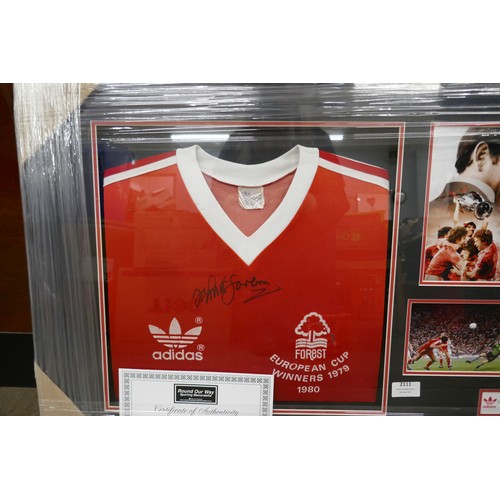 adidas
®
®
FOREST
EUROPEAN CUP
WINNERS 1979
1980
2111
Round Our Way
Certificate of Authenticity